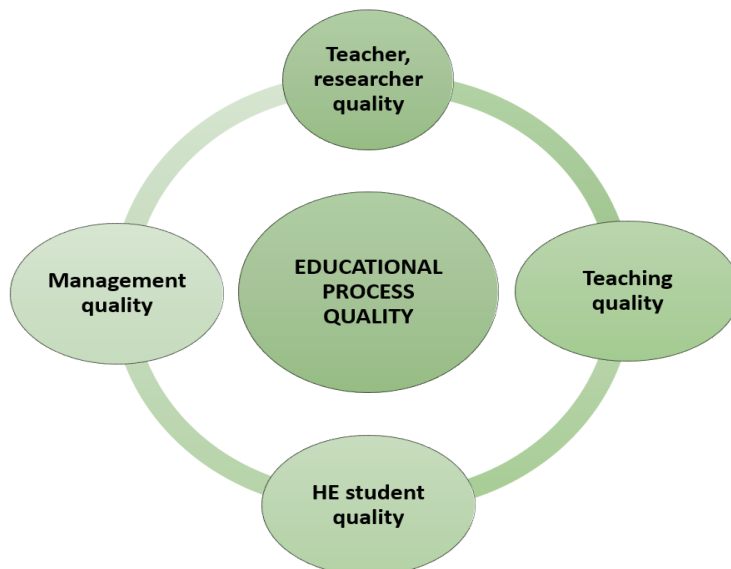 Teacher,
researcher
quality
Management
quality
EDUCATIONAL
PROCESS
QUALITY
Teaching
quality
HE student
quality